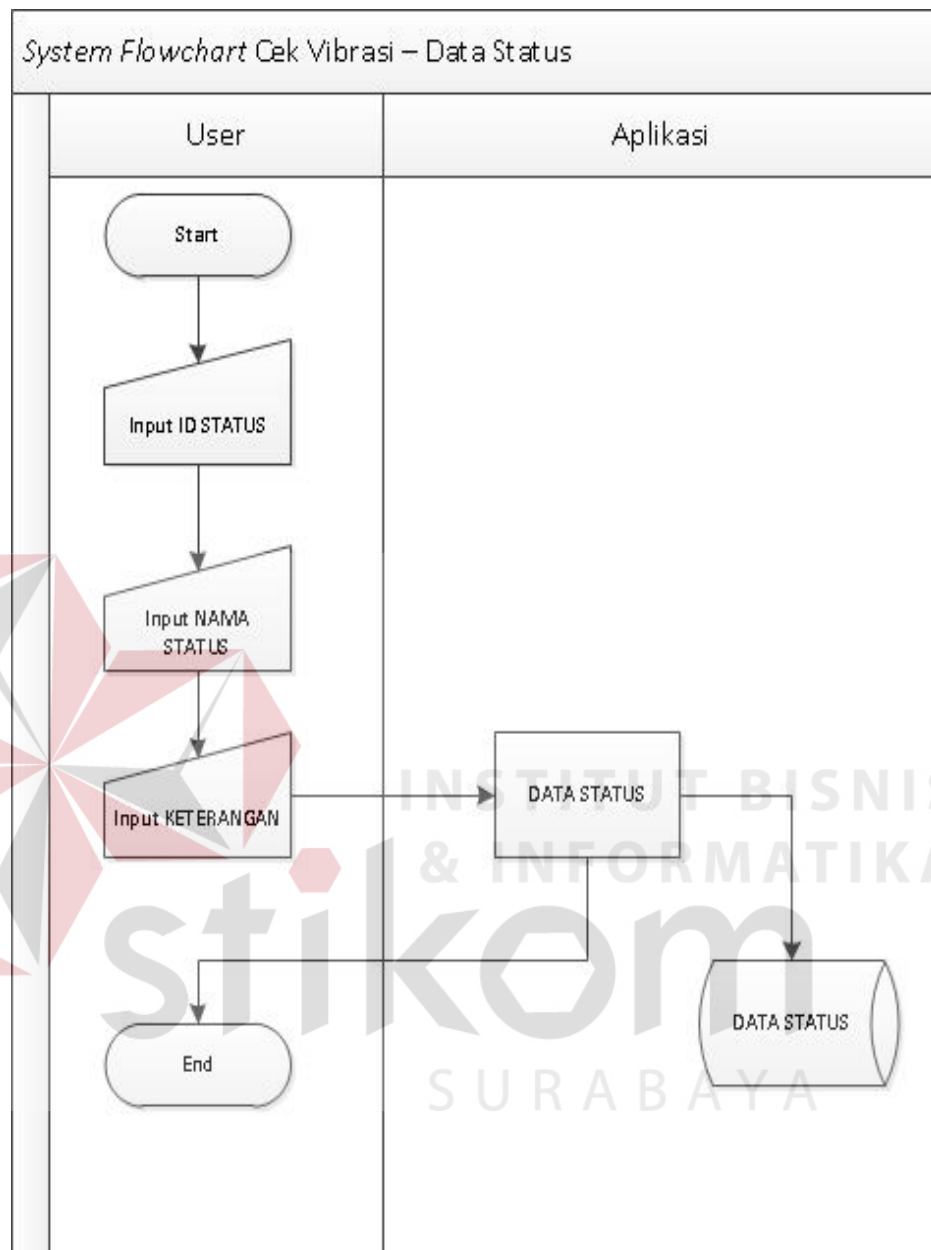 System Flowchart Cek Vibrasi – Data Status
User
Aplikasi
Start
Input ID STATUS
Input NAMA
STATUS
Input KETERANGAN
DATA STATUS
DATA STATUS
End
INSTITUT BISNIS
& INFORMATIKA
stikom
SURABAYA